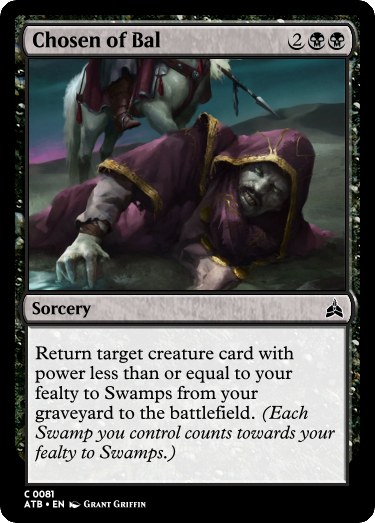 Chosen of Bal 2
Sorcery
Return target creature card with
power less than or equal to your
fealty to Swamps from your
graveyard to the battlefield. (Each
Swamp you control counts towards your
fealty to Swamps.)
C 0081
ATB • EN Grant Griffin